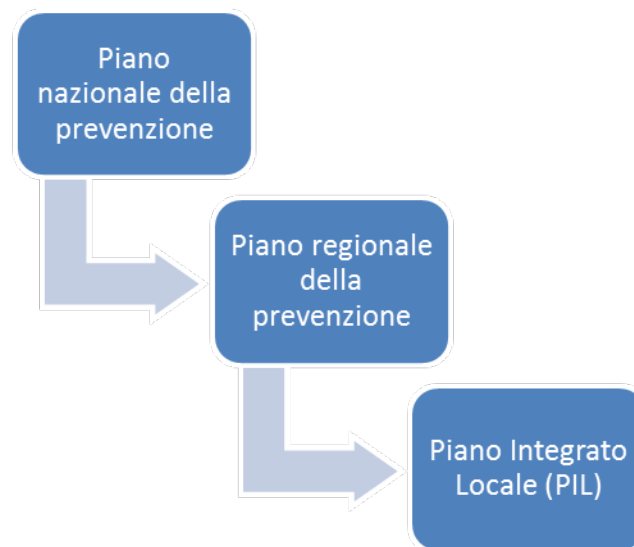 Piano
nazionale della
prevenzione
Piano regionale
della
prevenzione
Piano Integrato
Locale (PIL)